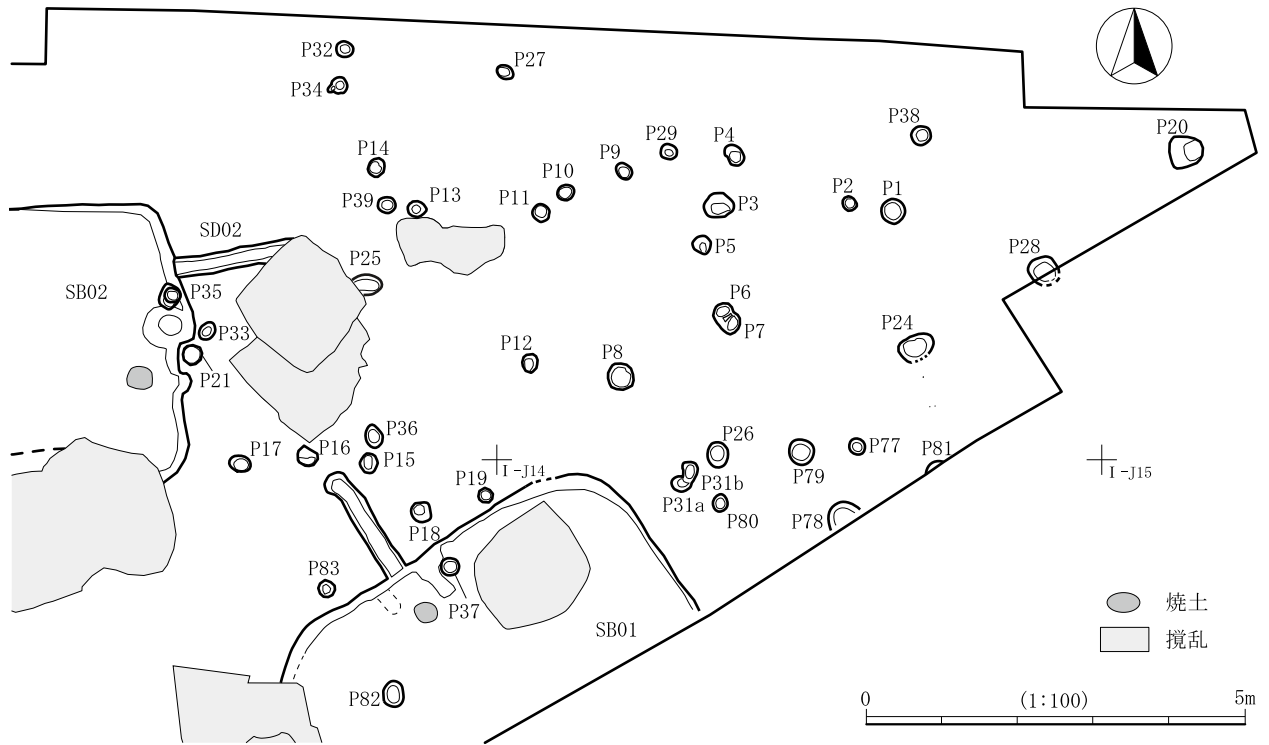 P32
P27
P34
P38
P20
P14
P29
P4
P9
P10
P39
P13
P11
P3
P2
P1
SD02
P25
P5
P28
SB02
P35
P6
P33
P7
P24
P12
P8
P21
P36
P26
P77
P81
P17
P16
P15
P19
I-J14
P31b
P79
I-J15
P31a
P80
P78
P18
P83
P37
SB01
焼土
撹乱
P82
0 (1:100) 5m